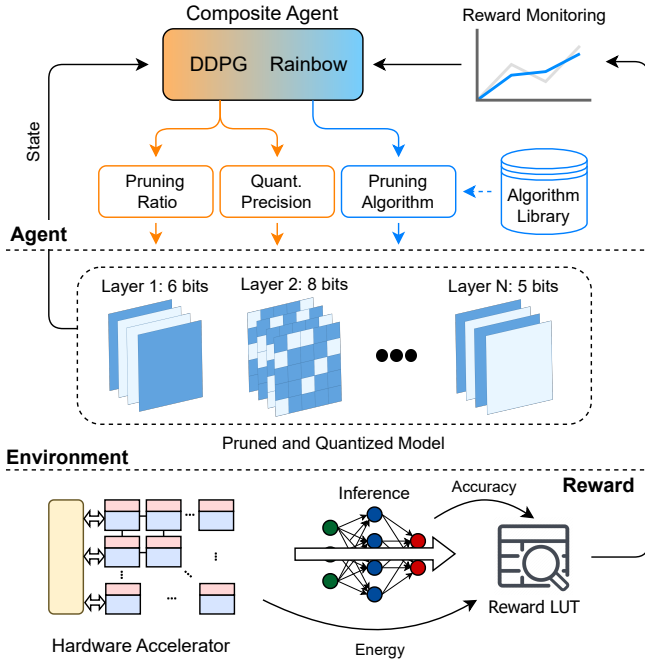 Composite Agent
Reward Monitoring
DDPG Rainbow
State
Pruning
Ratio
Quant.
Precision
Pruning
Algorithm
Algorithm
Library
Agent
Layer 1: 6 bits
Layer 2: 8 bits
Layer N: 5 bits
Pruned and Quantized Model
Environment
Reward
Inference
Accuracy
Reward LUT
Hardware Accelerator
Energy